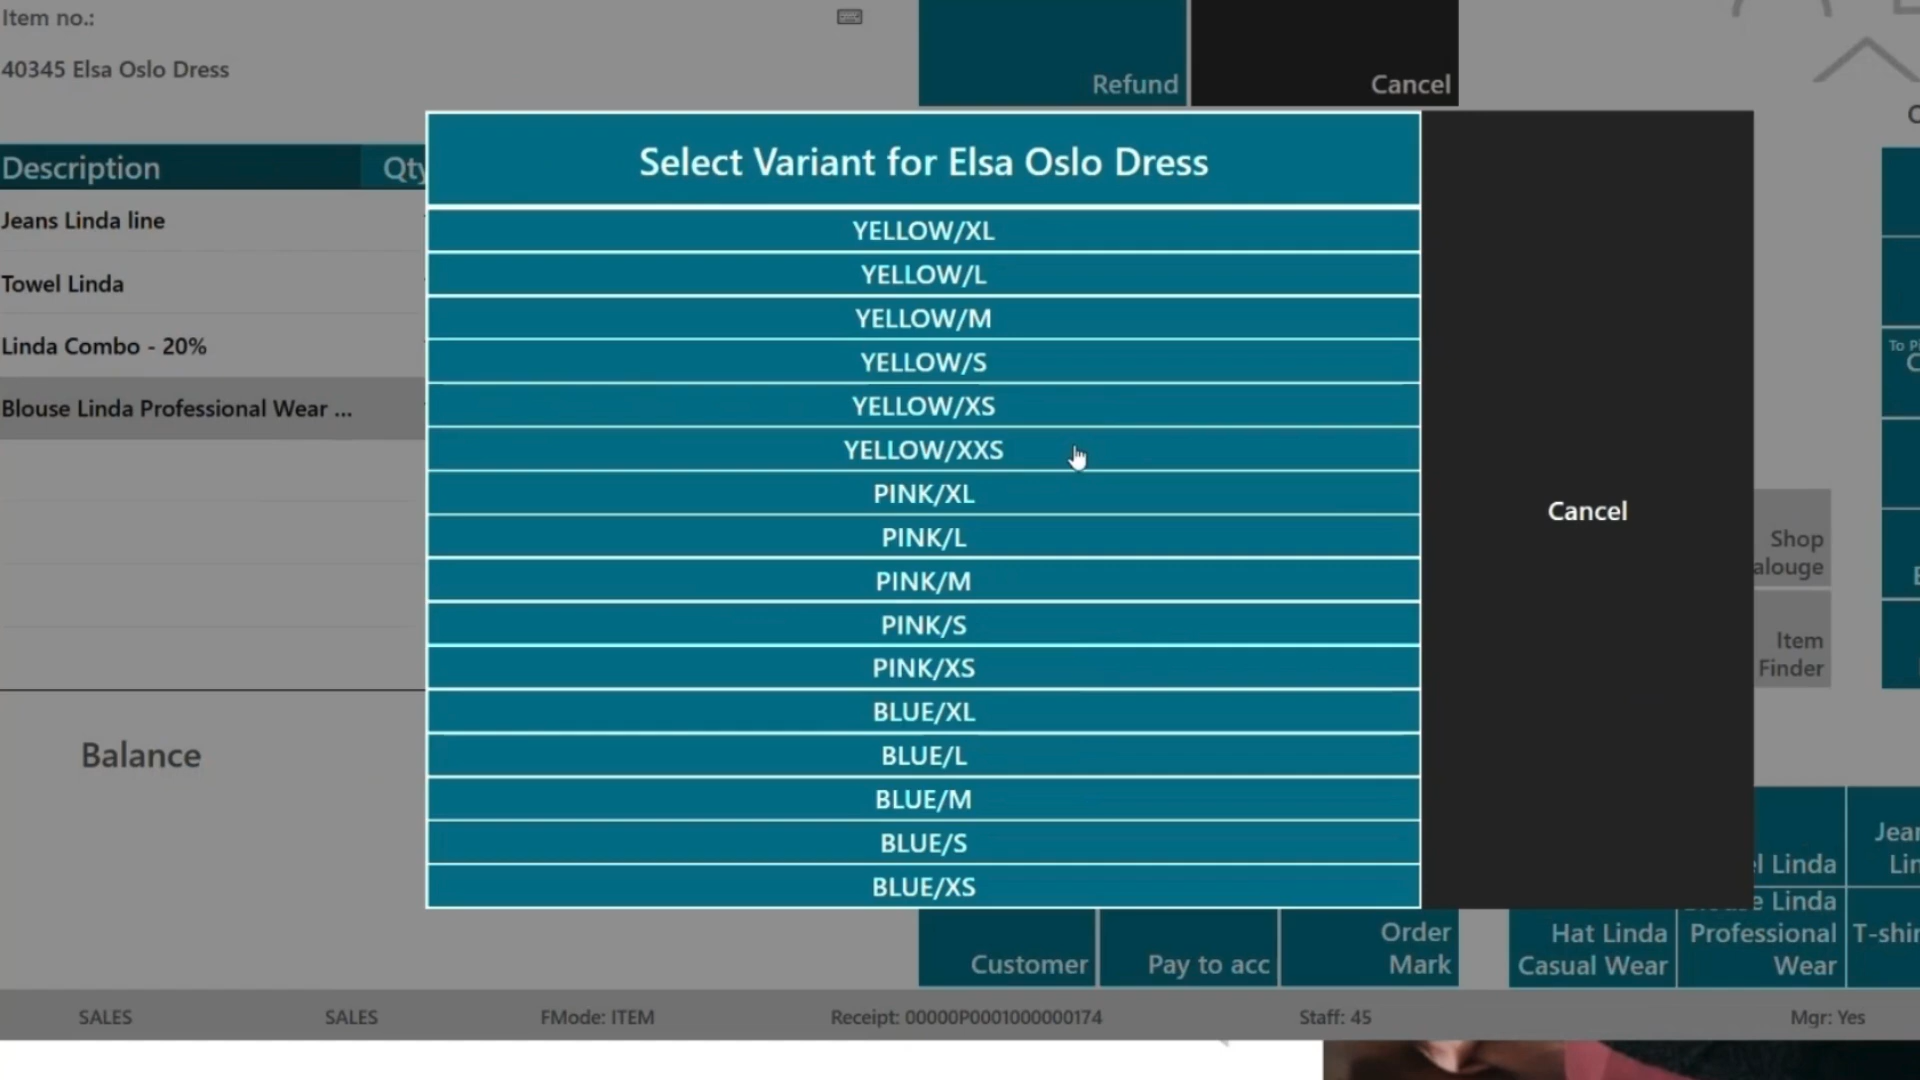 Item no.:
40345 Elsa Oslo Dress
Refund
Cancel
Description
Qty
Jeans Linda line
Towel Linda
Linda Combo - 20%
Blouse Linda Professional Wear ...
Balance
Select Variant for Elsa Oslo Dress
YELLOW/XL
YELLOW/L
YELLOW/M
YELLOW/S
YELLOW/XS
YELLOW/XXS
PINK/XL
PINK/L
PINK/M
PINK/S
PINK/XS
BLUE/XL
BLUE/L
BLUE/M
BLUE/S
BLUE/XS
Cancel
Shop
alouge
Item
Finder
To
Linda
Linda
Hat Linda
Casual Wear
Professional
Wear
Customer
Pay to acc
Order
Mark
SALES
SALES
FMode: ITEM
Receipt: 00000P0001000000174
Staff: 45
Mgr: Yes